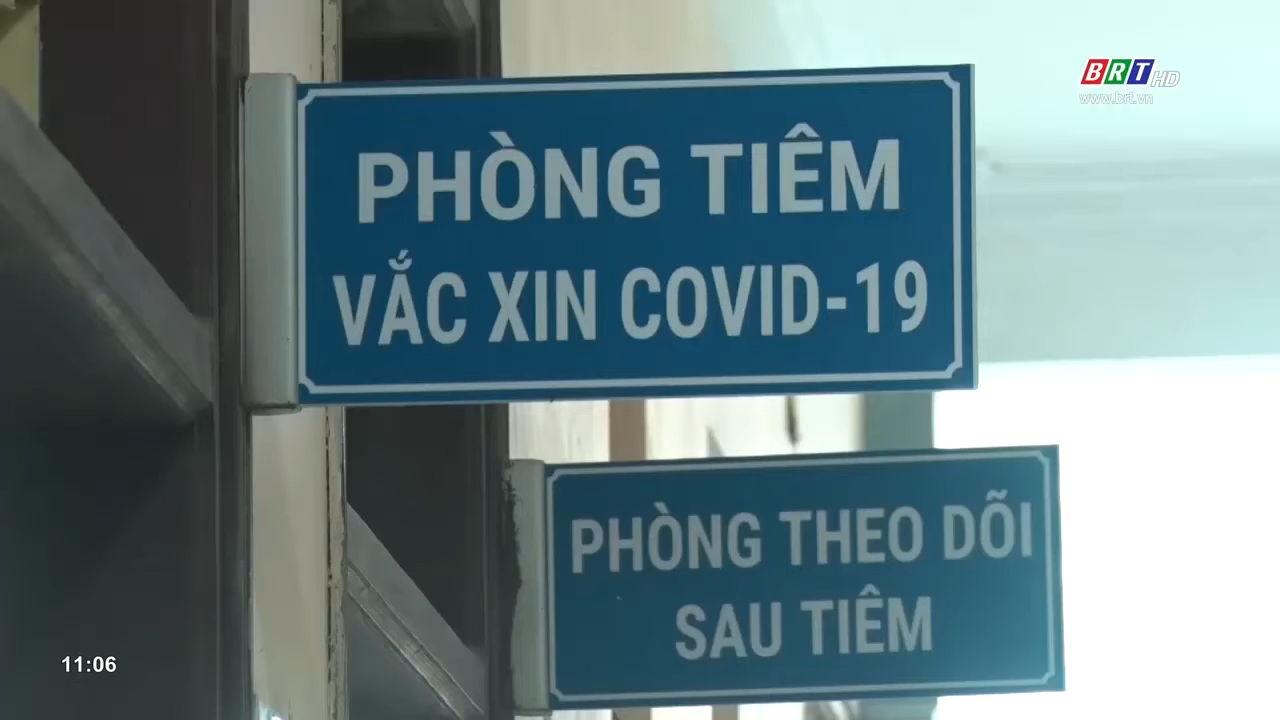 BRT HD
www.brt.vn
PHÒNG TIÊM
VẮC XIN COVID-19
PHÒNG THEO DÕI
SAU TIÊM
11:06